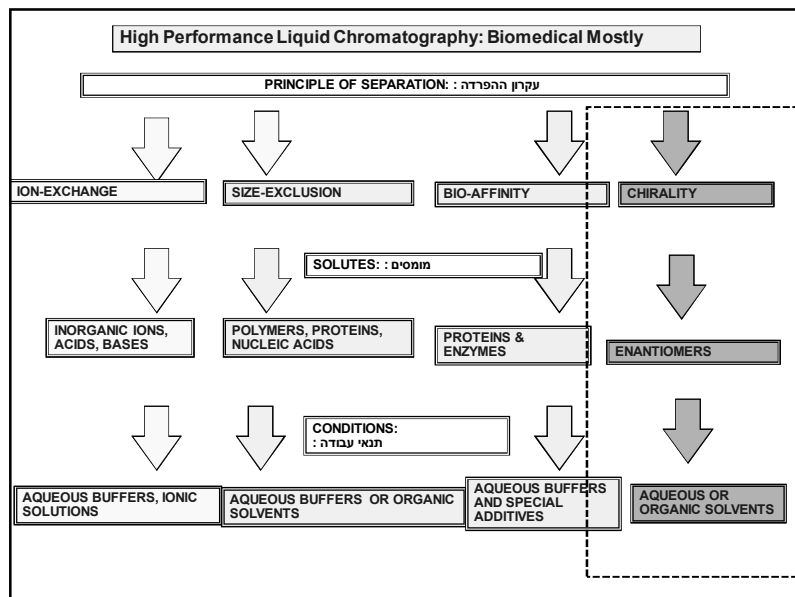 High Performance Liquid Chromatography: Biomedical Mostly
PRINCIPLE OF SEPARATION: : עקרון ההפרדה
ION-EXCHANGE
SIZE-EXCLUSION
BIO-AFFINITY
CHIRALITY
SOLUTES: : מומסים
INORGANIC IONS,
ACIDS, BASES
POLYMERS, PROTEINS,
NUCLEIC ACIDS
PROTEINS &
ENZYMES
ENANTIOMERS
CONDITIONS:
תנאי עבודה :
AQUEOUS BUFFERS, IONIC
SOLUTIONS
AQUEOUS BUFFERS OR ORGANIC
SOLVENTS
AQUEOUS BUFFERS
AND SPECIAL
ADDITIVES
AQUEOUS OR
ORGANIC SOLVENTS